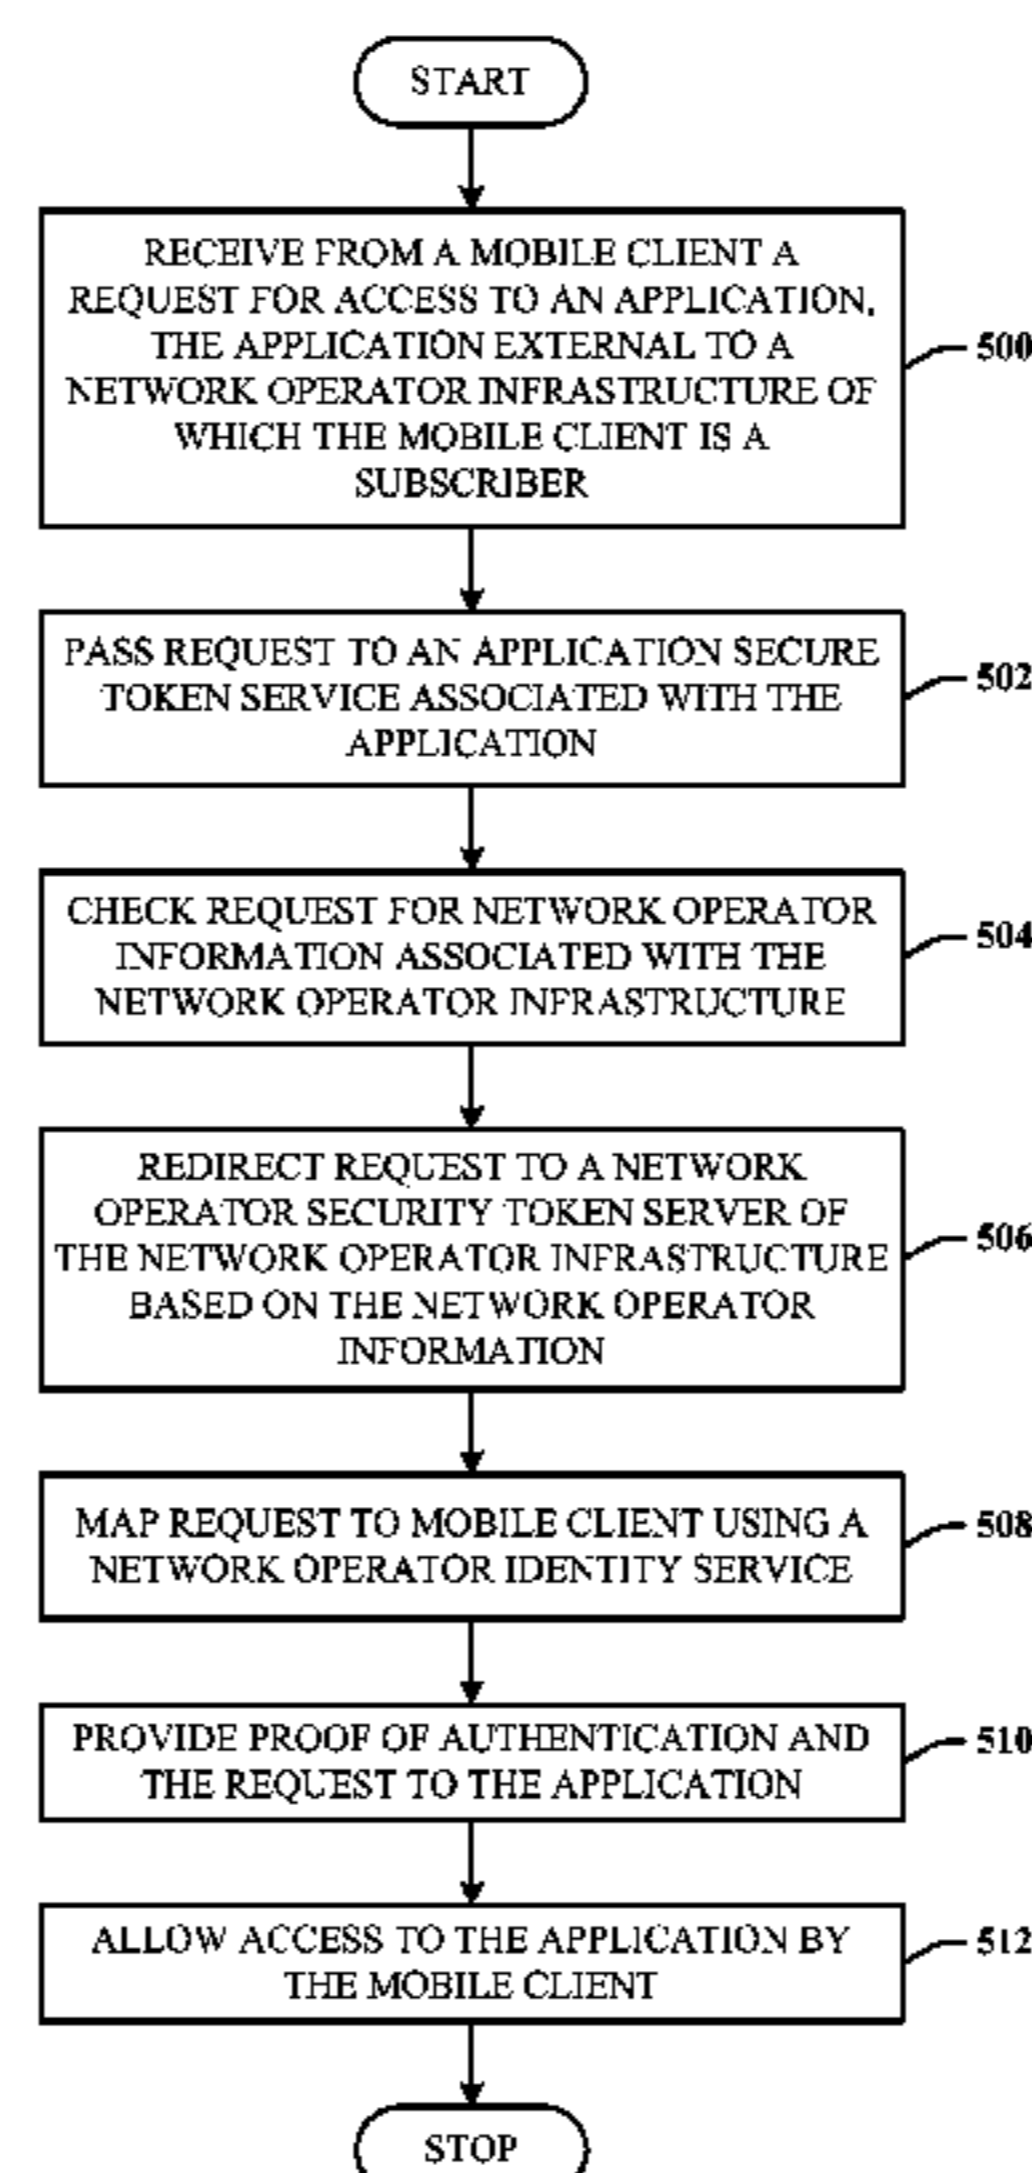 START
RECEIVE FROM A MOBILE CLIENT A
REQUEST FOR ACCESS TO AN APPLICATION,
THE APPLICATION EXTERNAL TO A
NETWORK OPERATOR INFRASTRUCTURE OF
WHICH THE MOBILE CLIENT IS A
SUBSCRIBER
500
PASS REQUEST TO AN APPLICATION SECURE
TOKEN SERVICE ASSOCIATED WITH THE
APPLICATION
502
CHECK REQUEST FOR NETWORK OPERATOR
INFORMATION ASSOCIATED WITH THE
NETWORK OPERATOR INFRASTRUCTURE
504
REDIRECT REQUEST TO A NETWORK
OPERATOR SECURITY TOKEN SERVER OF
THE NETWORK OPERATOR INFRASTRUCTURE
BASED ON THE NETWORK OPERATOR
INFORMATION
506
MAP REQUEST TO MOBILE CLIENT USING A
NETWORK OPERATOR IDENTITY SERVICE
508
PROVIDE PROOF OF AUTHENTICATION AND
THE REQUEST TO THE APPLICATION
510
ALLOW ACCESS TO THE APPLICATION BY
THE MOBILE CLIENT
512
STOP